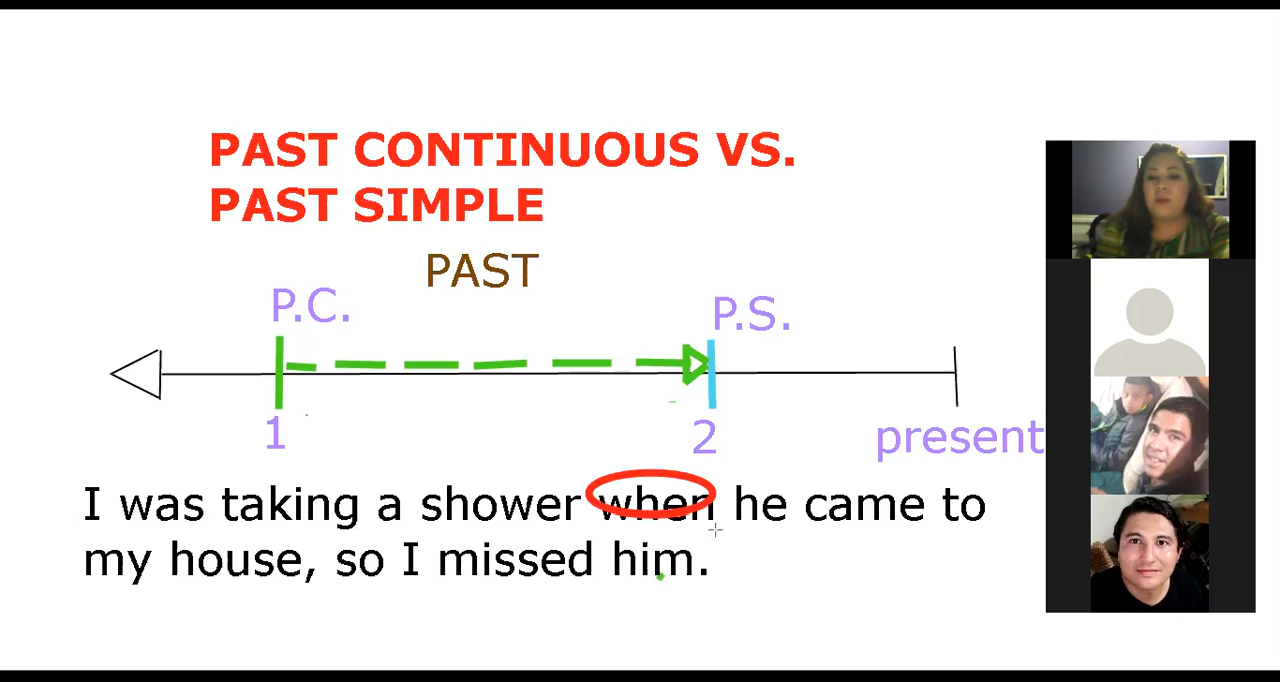 PAST CONTINUOUS VS.
PAST SIMPLE
PAST
P.C.
P.S.
1
2
present
I was taking a shower when he came to
my house, so I missed him.